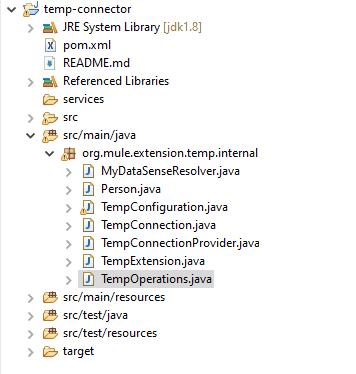 temp-connector
JRE System Library [jdk1.8]
pom.xml
README.md
Referenced Libraries
services
src
src/main/java
org.mule.extension.temp.internal
MyDataSenseResolver.java
Person.java
TempConfiguration.java
TempConnection.java
TempConnectionProvider.java
TempExtension.java
TempOperations.java
src/main/resources
src/test/java
src/test/resources
target